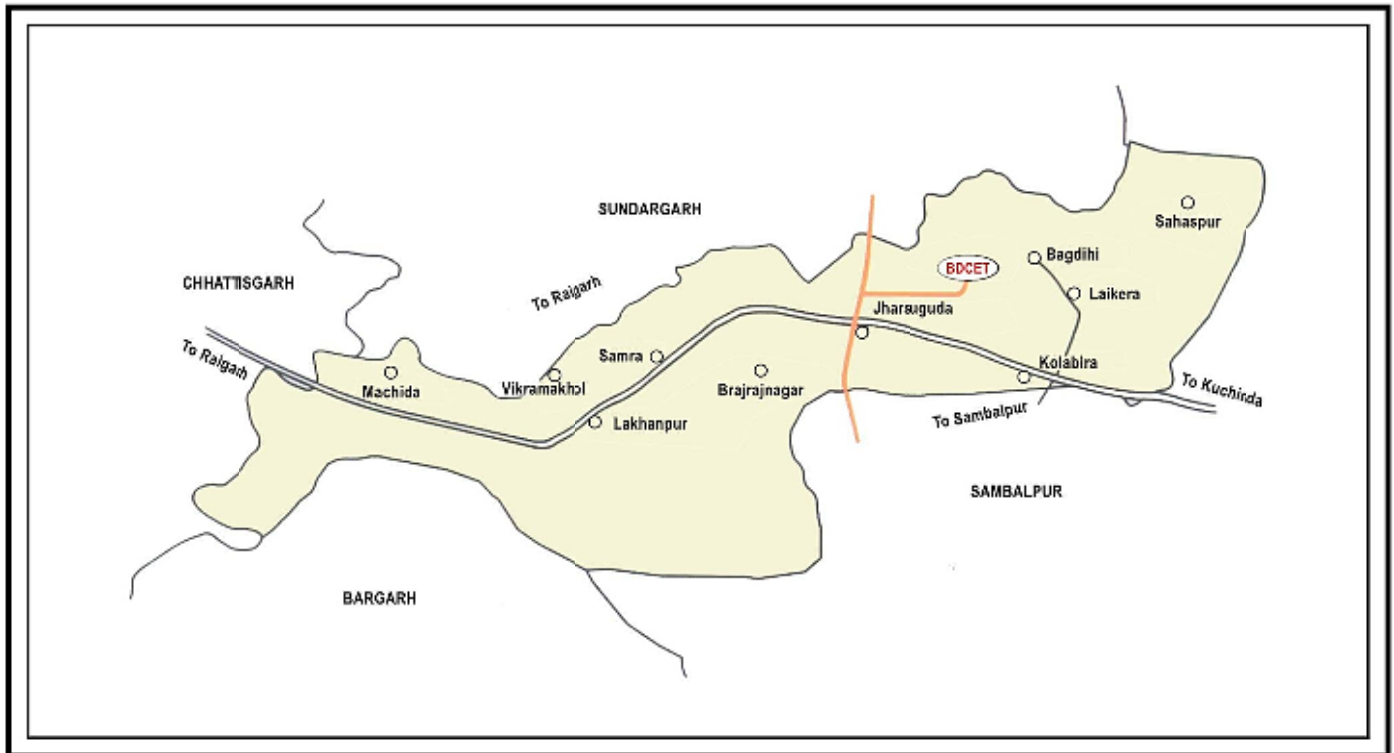 SUNDARGARH
Sahaspur
Bagdihi
BDCET
CHHATTISGARH
To Raigarh
Laikera
Jharsuguda
To Raigarh
Samra
Kolabira
Machida
Vikramakhol
Brajrajnagar
To Kuchinda
Lakhanpur
To Sambalpur
SAMBALPUR
BARGARH